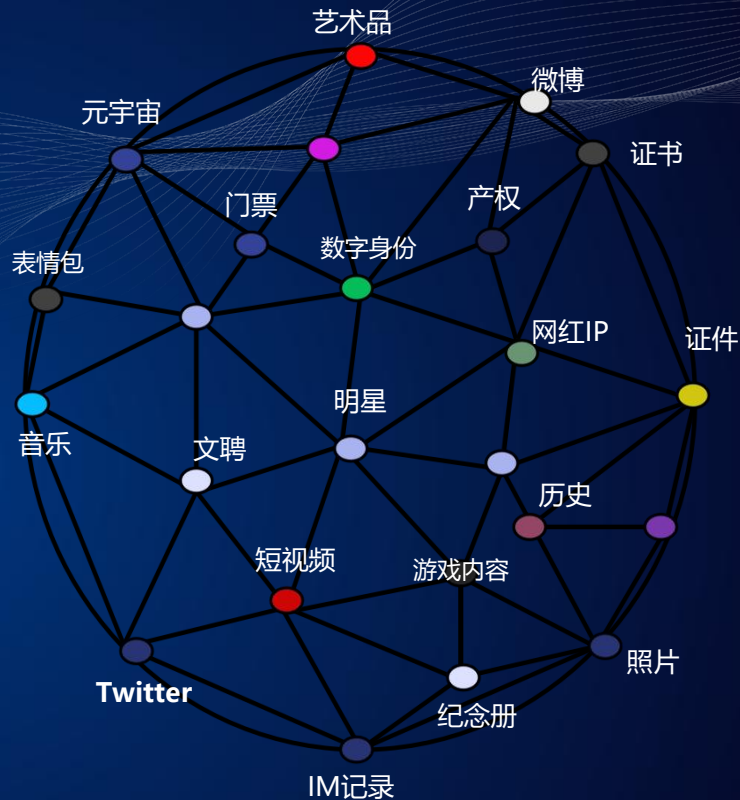 艺术品
微博
元宇宙
证书
门票
产权
数字身份
表情包
网红IP
证件
明星
音乐
文聘
历史
短视频
游戏内容
照片
Twitter
纪念册
IM记录